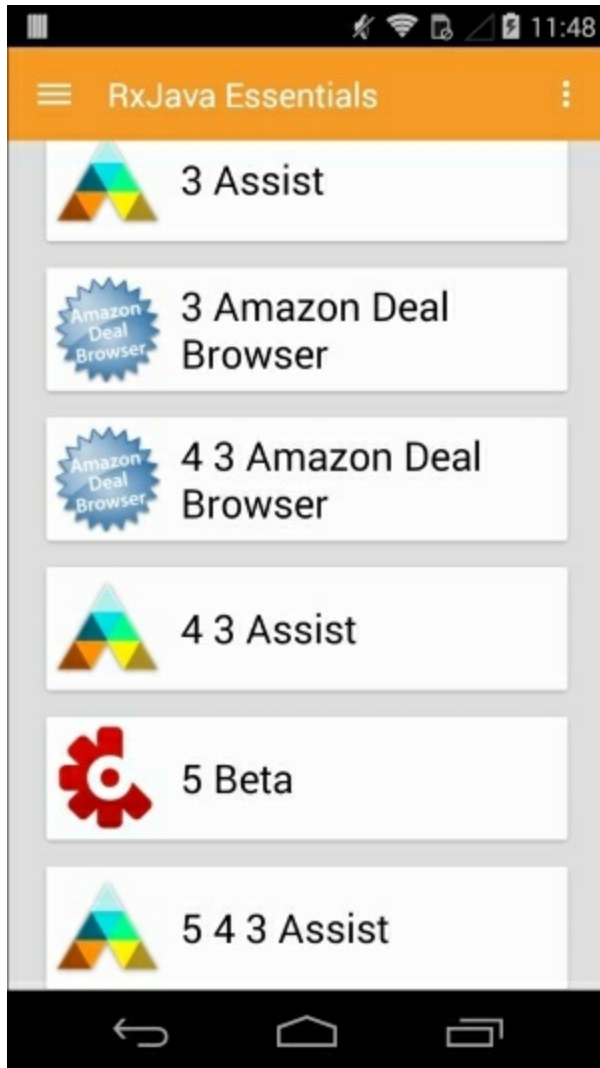 11:48
RxJava Essentials
3 Assist
Amazon
Deal
Browser
3 Amazon Deal
Browser
Amazon
Deal
Browser
4 3 Amazon Deal
Browser
4 3 Assist
5 Beta
5 4 3 Assist